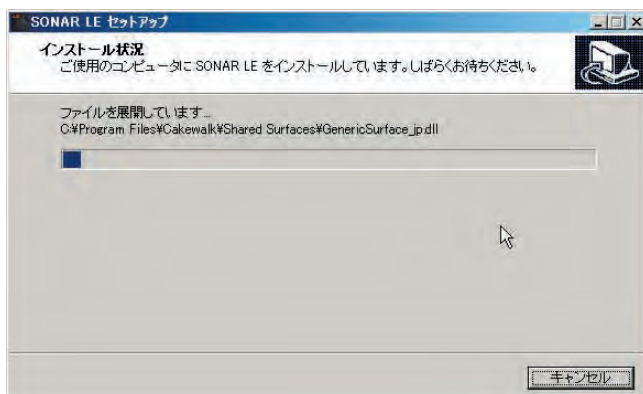 SONAR LE セットアップ
インストール状況
ご使用のコンピュータに SONAR LE をインストールしています。しばらくお待ちください。
ファイルを展開しています...
C:¥Program Files¥Cakewalk¥Shared Surfaces¥GenericSurface_jp.dll
キャンセル